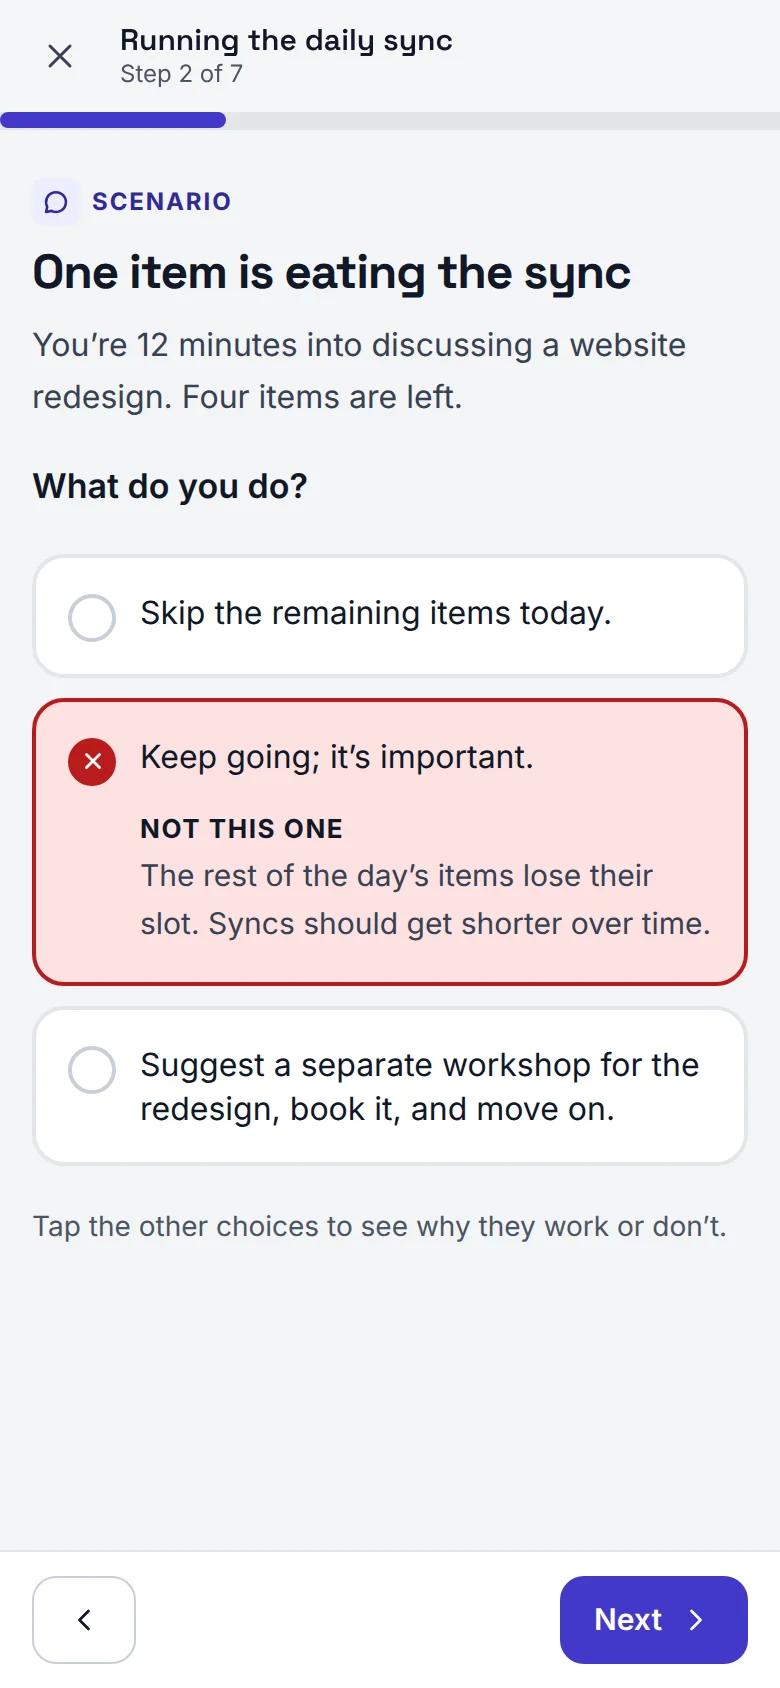 Running the daily sync
Step 2 of 7
SCENARIO
One item is eating the sync
You’re 12 minutes into discussing a website
redesign. Four items are left.
What do you do?
Skip the remaining items today.
Keep going; it’s important.
NOT THIS ONE
The rest of the day’s items lose their
slot. Syncs should get shorter over time.
Suggest a separate workshop for the
redesign, book it, and move on.
Tap the other choices to see why they work or don’t.
Next